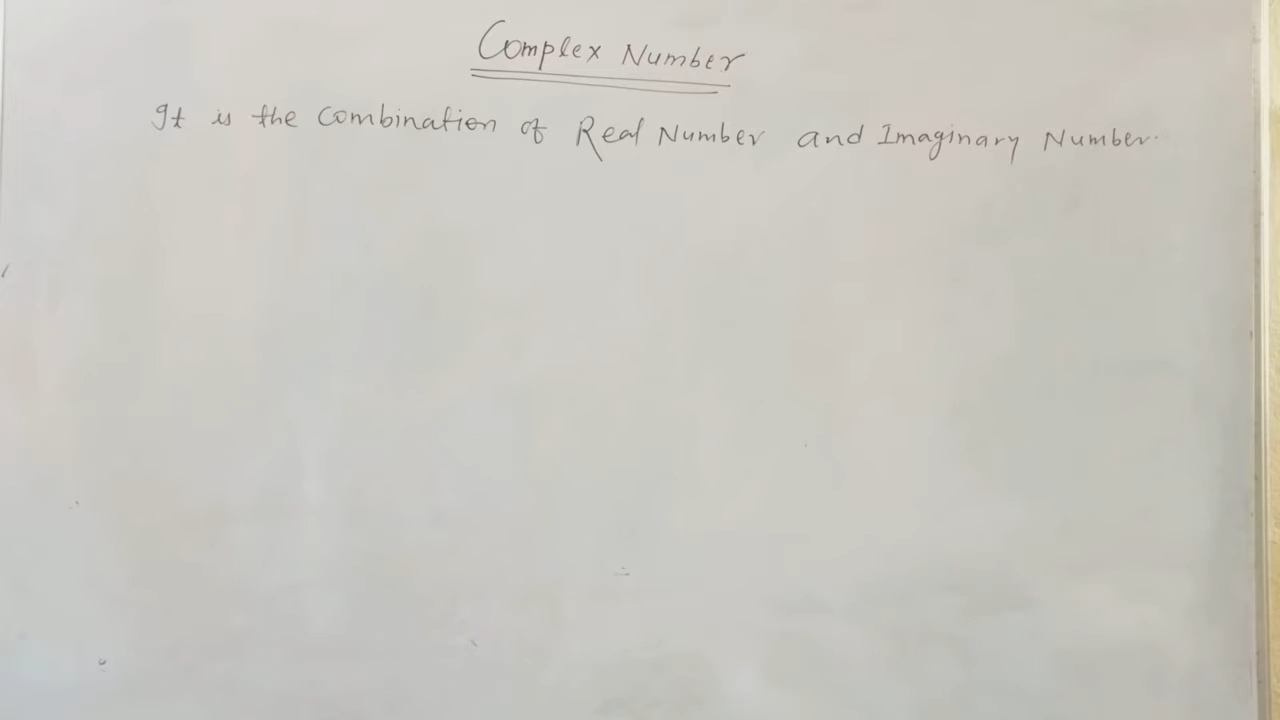 Complex Number
It is the Combination of Real Number and Imaginary Number.